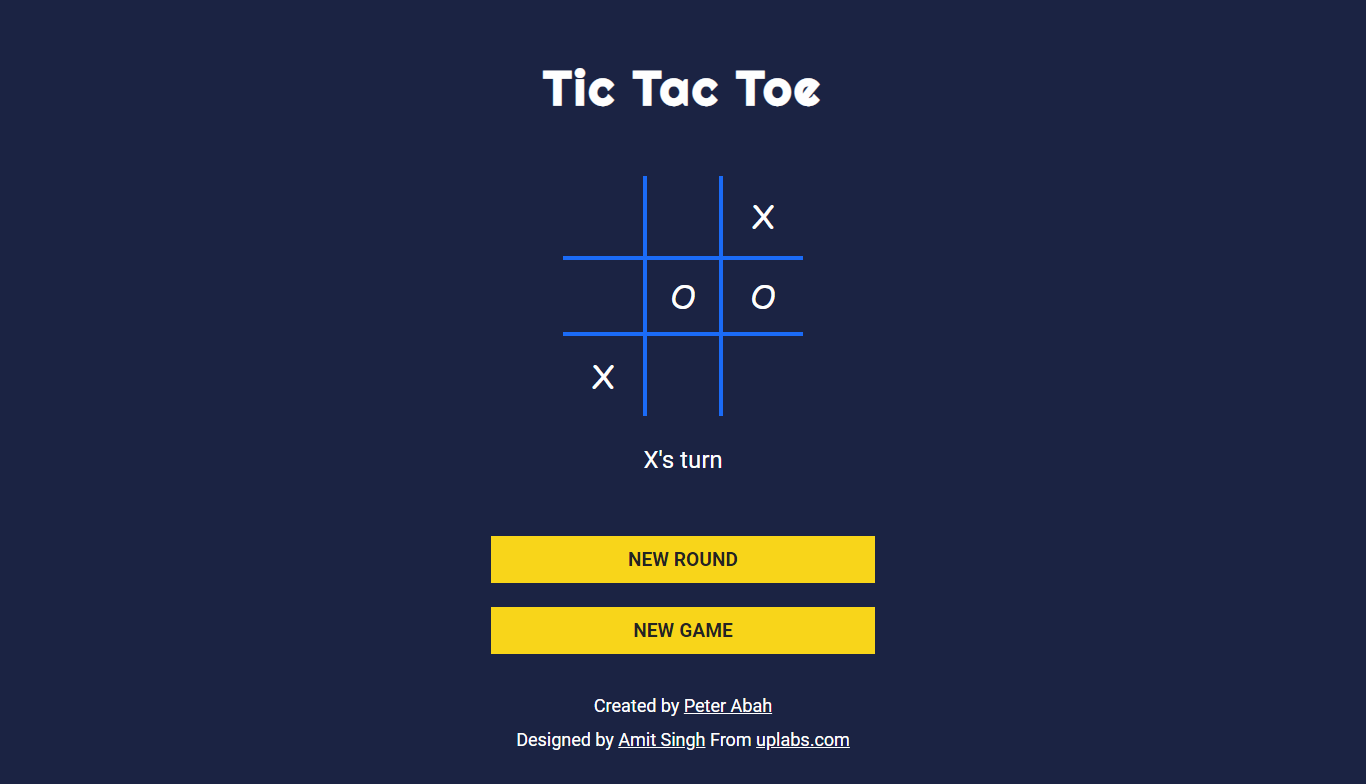 Tic Tac Toe
X
O O
X
X's turn
NEW ROUND
NEW GAME
Created by Peter Abah
Designed by Amit Singh From uplabs.com